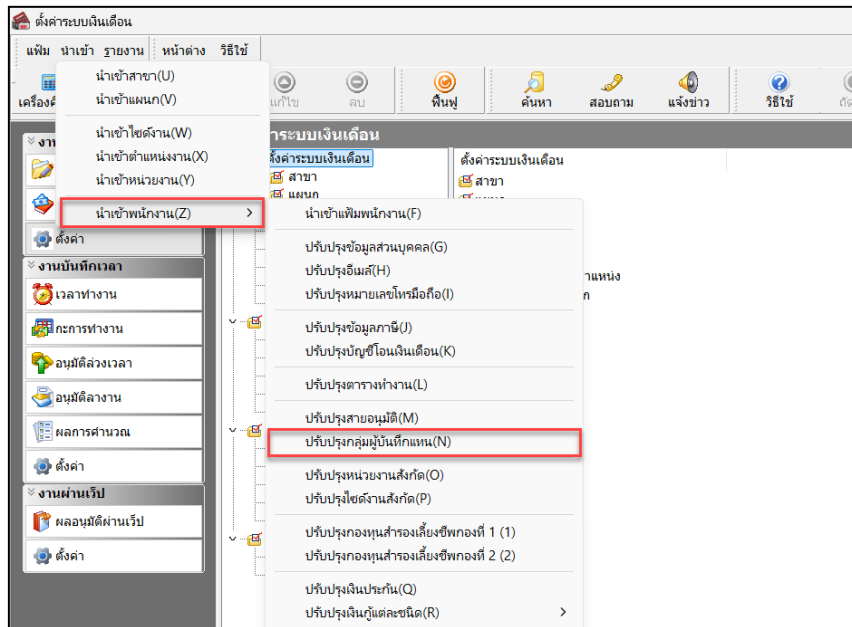 ตั้งค่าระบบเงินเดือน
แฟ้ม นำเข้า รายงาน หน้าต่าง วิธีใช้
แก้ไข ลบ ฟื้นฟู ค้นหา สอบถาม แจ้งข่าว วิธีใช้
นำเข้าสาขา(U)
นำเข้าแผนก(V)
นำเข้าไซด์งาน(W)
นำเข้าตำแหน่งงาน(X)
นำเข้าหน่วยงาน(Y)
นำเข้าพนักงาน(Z)
ตั้งค่า
งานบันทึกเวลา
เวลาทำงาน
กะการทำงาน
อนุมัติล่วงเวลา
อนุมัติลางาน
ผลการคำนวณ
ตั้งค่า
งานผ่านเว็ป
ผลอนุมัติผ่านเว็ป
ตั้งค่า
ระบบเงินเดือน
ตั้งค่าระบบเงินเดือน
สาขา
แผนก
ตั้งค่าระบบเงินเดือน
สาขา
นำเข้าแฟ้มพนักงาน(F)
ปรับปรุงข้อมูลส่วนบุคคล(G)
ปรับปรุงอีเมล์(H)
ปรับปรุงหมายเลขโทรมือถือ(I)
ปรับปรุงข้อมูลภาษี(J)
ปรับปรุงบัญชีโอนเงินเดือน(K)
ปรับปรุงตารางทำงาน(L)
ปรับปรุงสายอนุมัติ(M)
ปรับปรุงกลุ่มผู้บันทึกแทน(N)
ปรับปรุงหน่วยงานสังกัด(O)
ปรับปรุงไซด์งานสังกัด(P)
ปรับปรุงกองทุนสำรองเลี้ยงชีพกองที่ 1 (1)
ปรับปรุงกองทุนสำรองเลี้ยงชีพกองที่ 2 (2)
ปรับปรุงเงินประกัน(Q)
ปรับปรุงเงินกู้แต่ละชนิด(R)